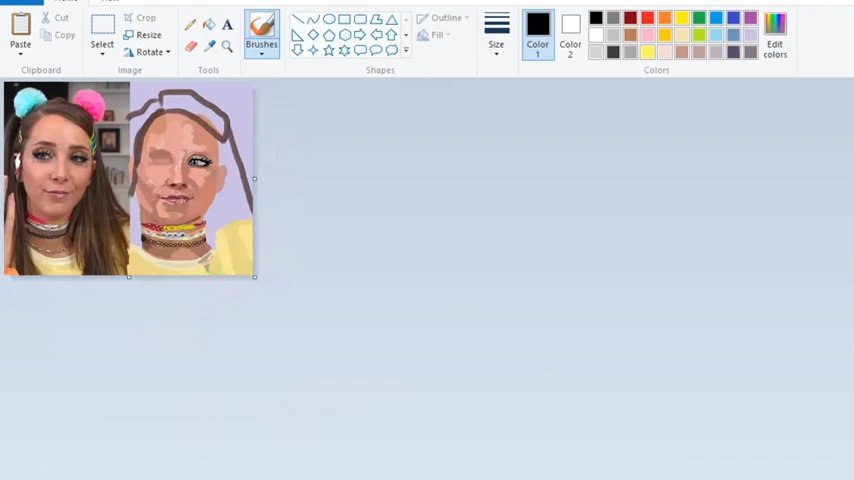 Cut
Copy
Paste
Clipboard
Select
Crop
Resize
Rotate
Image
A
Tools
Brushes
Outline
Fill
Shapes
Size
Color
1
Color
2
Edit
colors
Colors